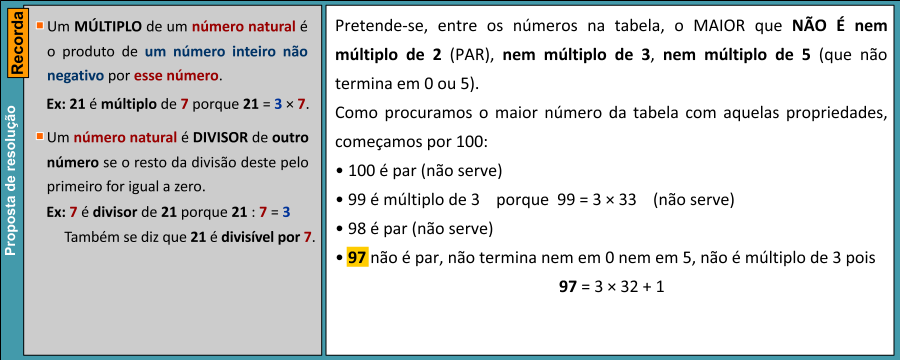 Recorda
Proposta de resolução
Um MÚLTIPLO de um número natural é
o produto de um número inteiro não
negativo por esse número.
Ex: 21 é múltiplo de 7 porque 21 = 3 × 7.
Um número natural é DIVISOR de outro
número se o resto da divisão deste pelo
primeiro for igual a zero.
Ex: 7 é divisor de 21 porque 21 : 7 = 3
Também se diz que 21 é divisível por 7.
Pretende-se, entre os números na tabela, o MAIOR que NÃO É nem
múltiplo de 2 (PAR), nem múltiplo de 3, nem múltiplo de 5 (que não
termina em 0 ou 5).
Como procuramos o maior número da tabela com aquelas propriedades,
começamos por 100:
• 100 é par (não serve)
• 99 é múltiplo de 3 porque 99 = 3 × 33 (não serve)
• 98 é par (não serve)
• 97 não é par, não termina nem em 0 nem em 5, não é múltiplo de 3 pois
97 = 3 × 32 + 1